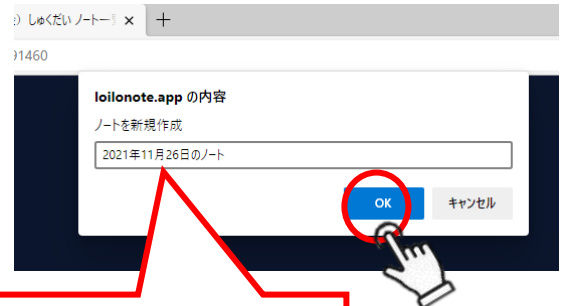 ) しゅくだい ノート
91460
loilonote.app の内容
ノートを新規作成
2021年11月26日のノート
OK キャンセル